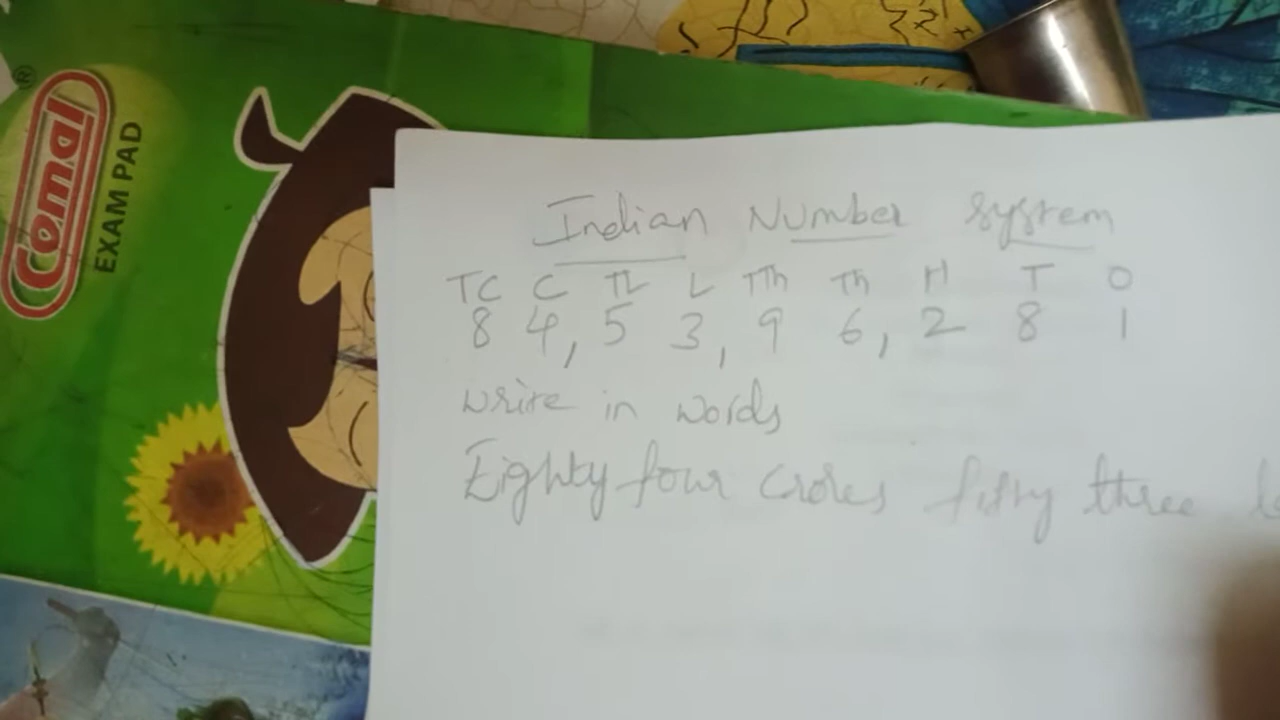 Comal®
EXAM PAD
Indian Number System
TC C TL L Tth Th H T O
8 4, 5 3, 9 6, 2 8 1
write in words
Eighty four crores fifty three